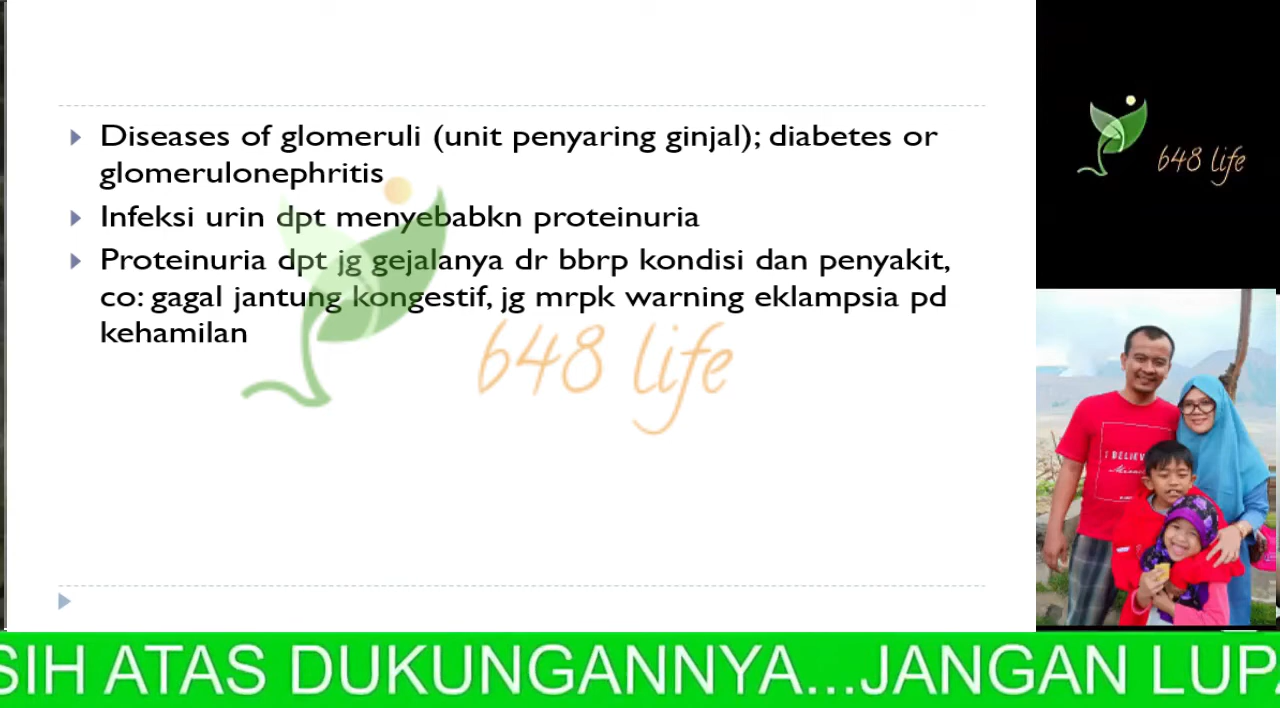 Diseases of glomeruli (unit penyaring ginjal); diabetes or
glomerulonephritis
Infeksi urin dpt menyebabkn proteinuria
Proteinuria dpt jg gejalanya dr bbrp kondisi dan penyakit,
co: gagal jantung kongestif, jg mrpk warning eklampsia pd
kehamilan
648 life
648 life
I BELIEV
SIH ATAS DUKUNGANNYA...JANGAN LUPA